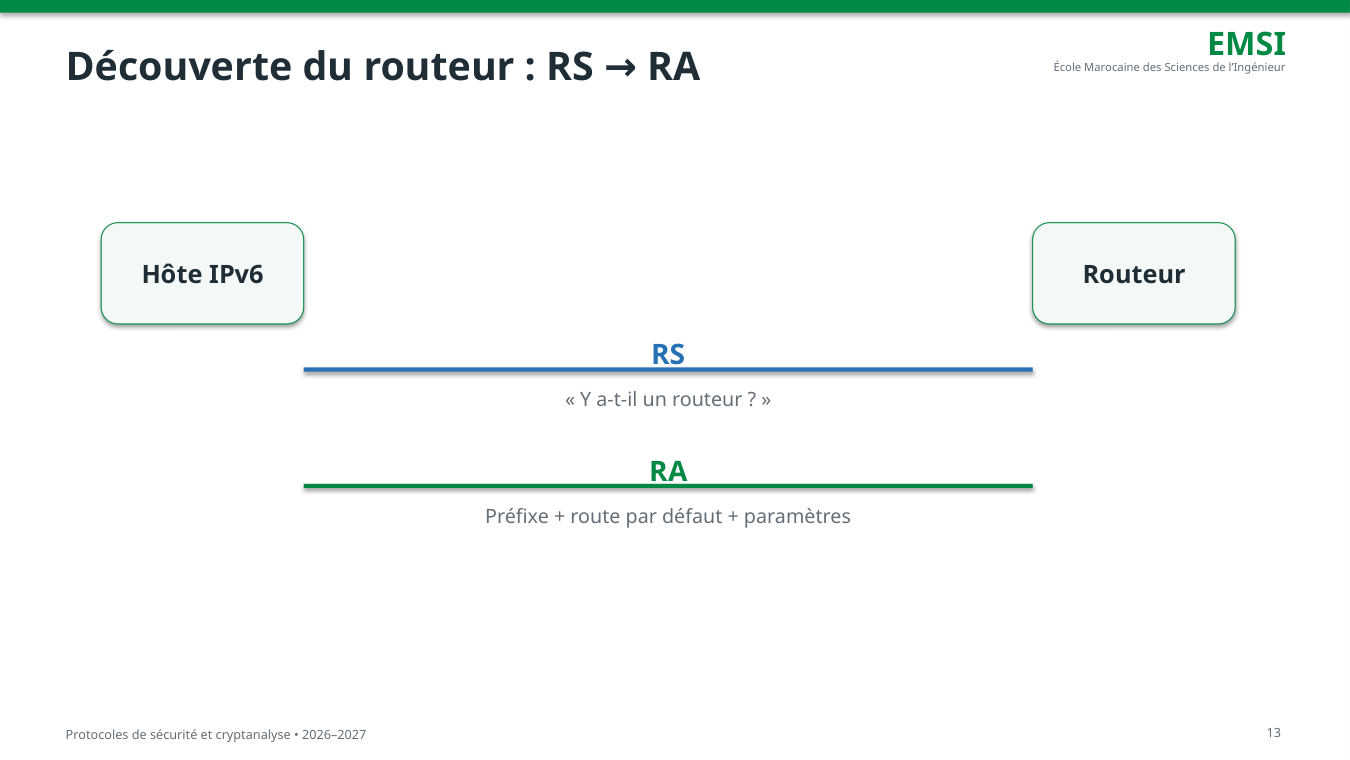 EMSI
École Marocaine des Sciences de l'Ingénieur
Découverte du routeur : RS → RA
Hôte IPv6
Routeur
RS
« Y a-t-il un routeur ? »
RA
Préfixe + route par défaut + paramètres
Protocoles de sécurité et cryptanalyse • 2026–2027
13